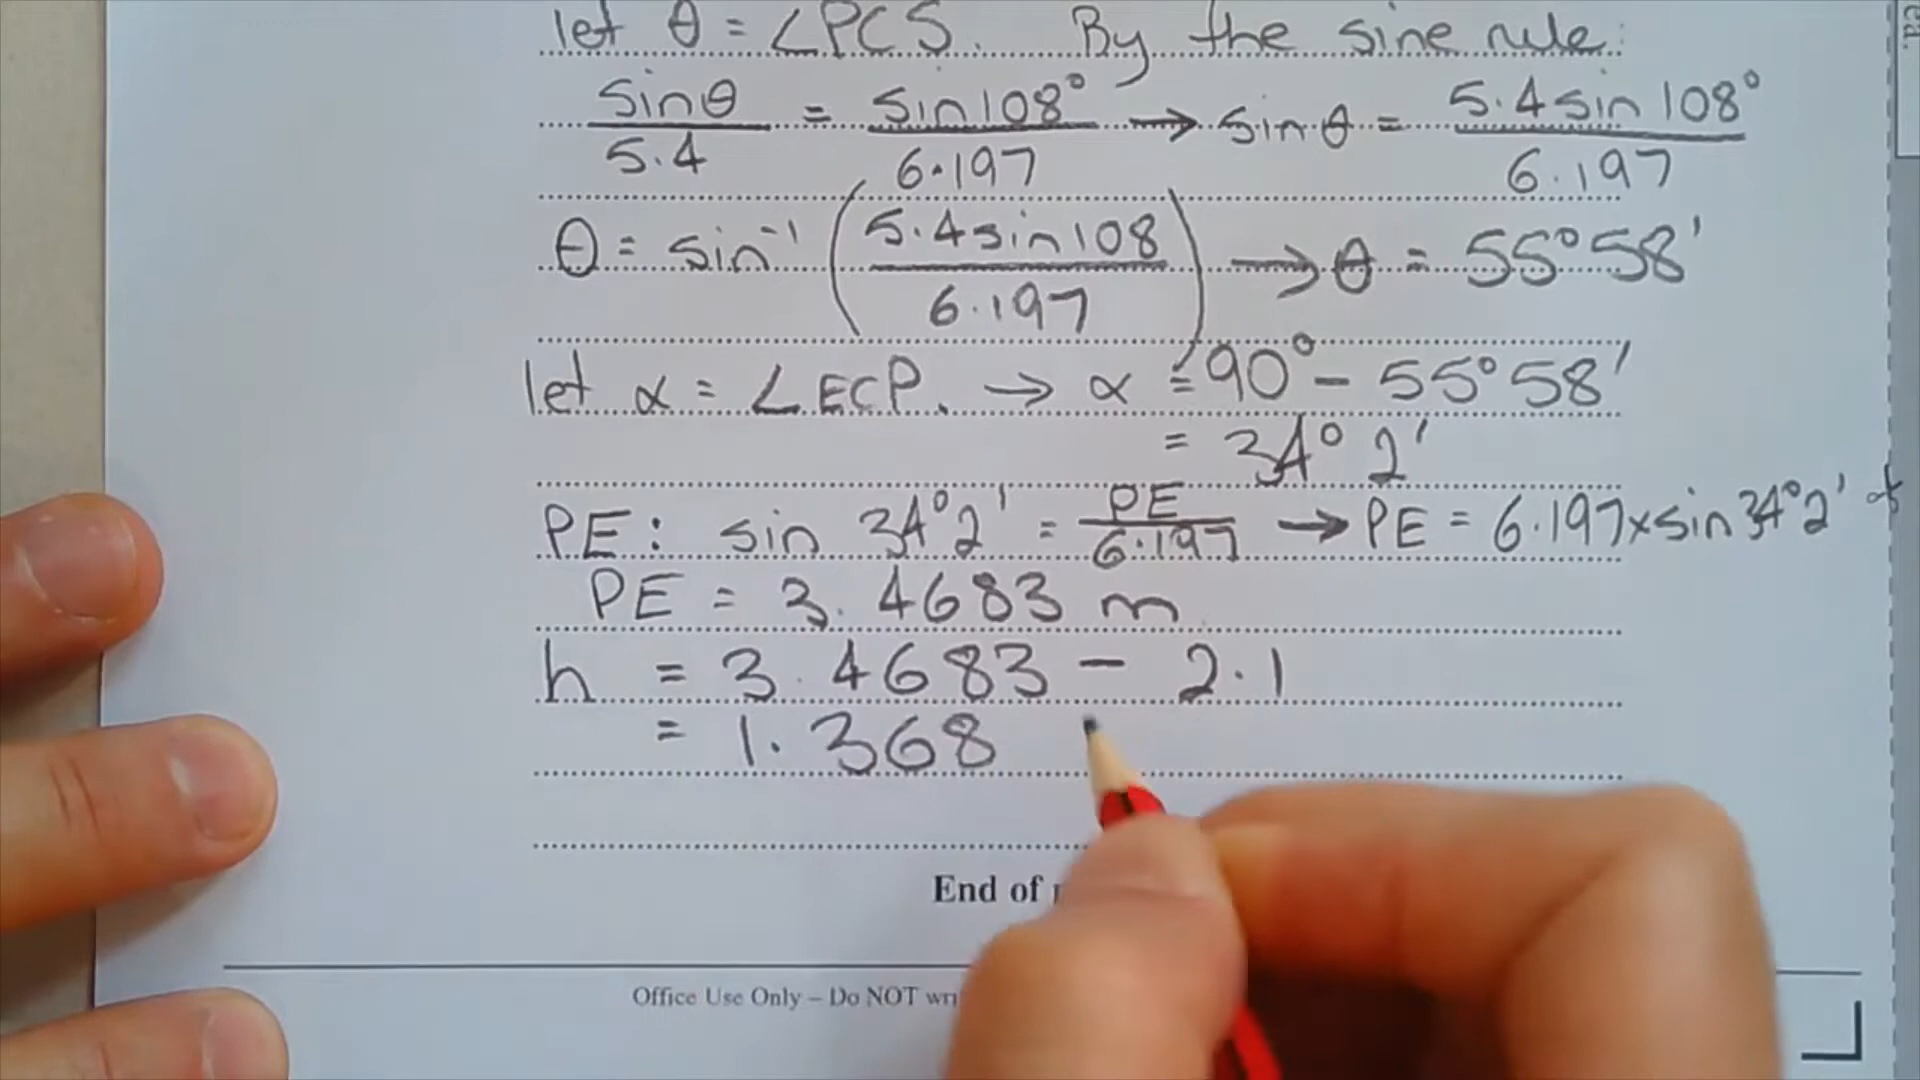 let θ = ∠PCS. By the sine rule:
sinθ/5.4 = sin108°/6.197 → sinθ = 5.4sin108°/6.197
θ = sin⁻¹(5.4sin108/6.197) → θ = 55°58'
let α = ∠ECP. → α = 90° - 55°58'
= 34°2'
PE: sin 34°2' = PE/6.197 → PE = 6.197×sin34°2'
PE = 3.4683 m
h = 3.4683 - 2.1
= 1.368
End of
Office Use Only – Do NOT